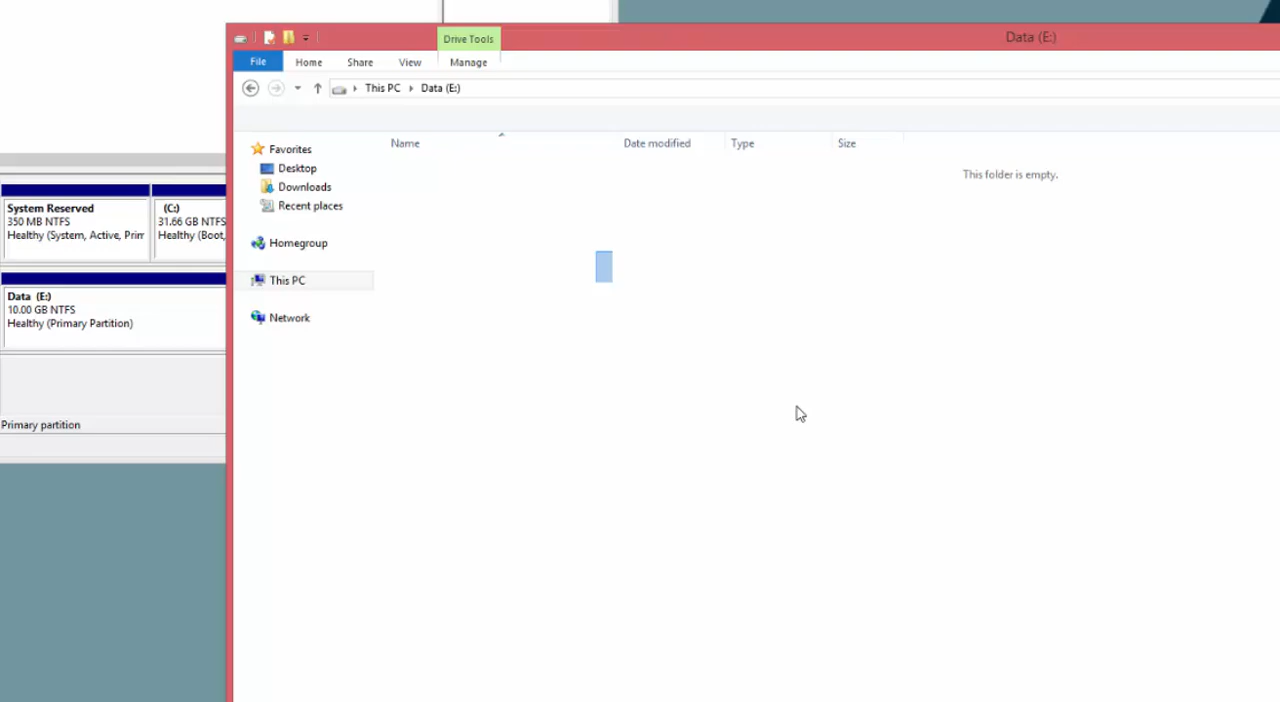 Data (E:)
Drive Tools
File
Home
Share
View
Manage
This PC
Data (E:)
Name
Date modified
Type
Size
This folder is empty.
Favorites
Desktop
Downloads
Recent places
Homegroup
This PC
Network
System Reserved
350 MB NTFS
Healthy (System, Active, Prim
(C:)
31.66 GB NTFS
Healthy (Boot,
Data (E:)
10.00 GB NTFS
Healthy (Primary Partition)
Primary partition